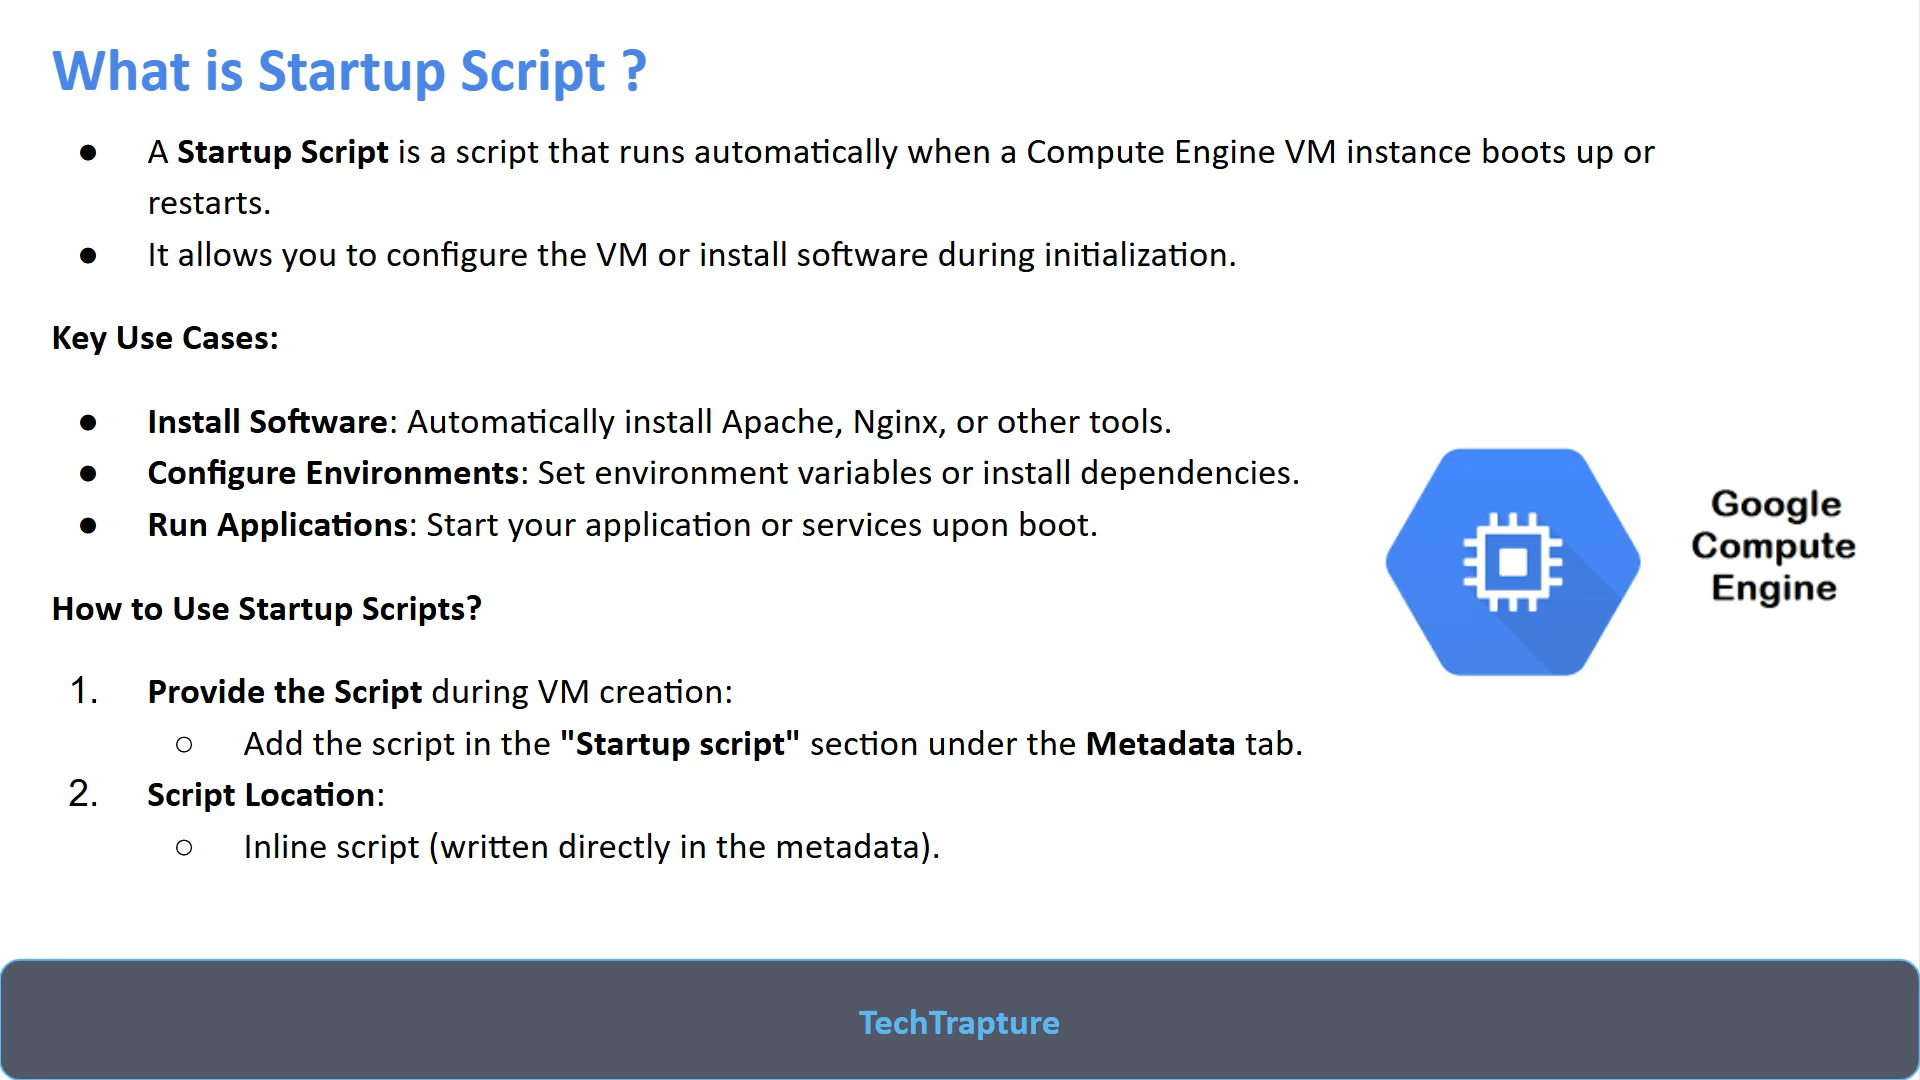 What is Startup Script ?
● A Startup Script is a script that runs automatically when a Compute Engine VM instance boots up or
restarts.
● It allows you to configure the VM or install software during initialization.
Key Use Cases:
● Install Software: Automatically install Apache, Nginx, or other tools.
● Configure Environments: Set environment variables or install dependencies.
● Run Applications: Start your application or services upon boot.
Google
Compute
Engine
How to Use Startup Scripts?
1. Provide the Script during VM creation:
○ Add the script in the "Startup script" section under the Metadata tab.
2. Script Location:
○ Inline script (written directly in the metadata).
TechTrapture